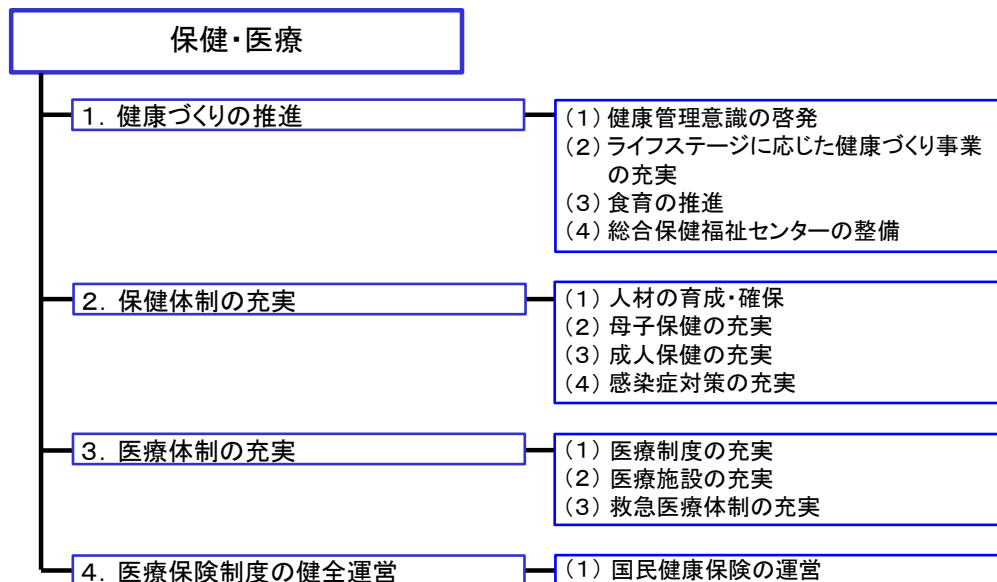 保健・医療
1．健康づくりの推進
（１）健康管理意識の啓発
（２）ライフステージに応じた健康づくり事業
の充実
（３）食育の推進
（４）総合保健福祉センターの整備
２．保健体制の充実
（１）人材の育成・確保
（２）母子保健の充実
（３）成人保健の充実
（４）感染症対策の充実
３．医療体制の充実
（１）医療制度の充実
（２）医療施設の充実
（３）救急医療体制の充実
４．医療保険制度の健全運営
（１）国民健康保険の運営